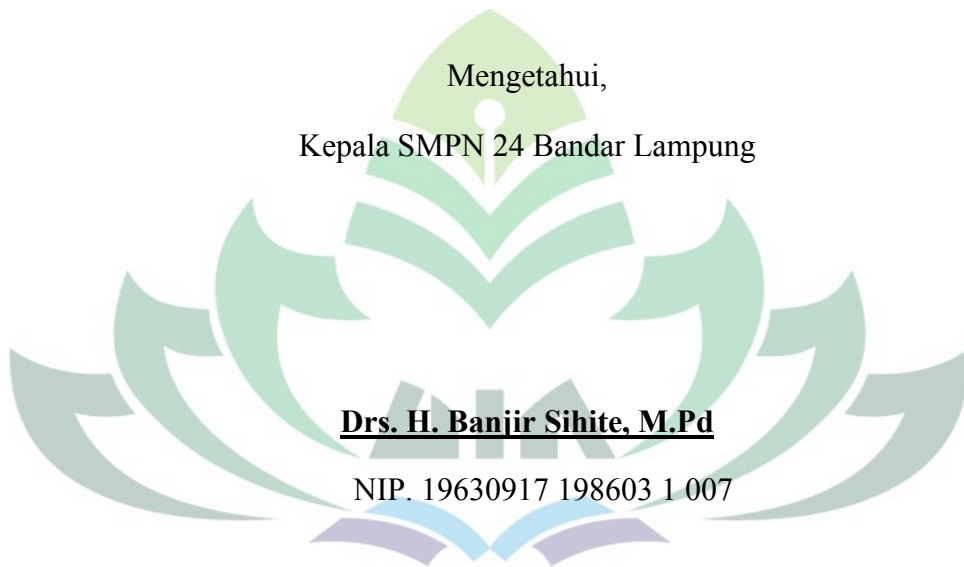 Mengetahui,
Kepala SMPN 24 Bandar Lampung
Drs. H. Banjir Sihite, M.Pd
NIP. 19630917 198603 1 007